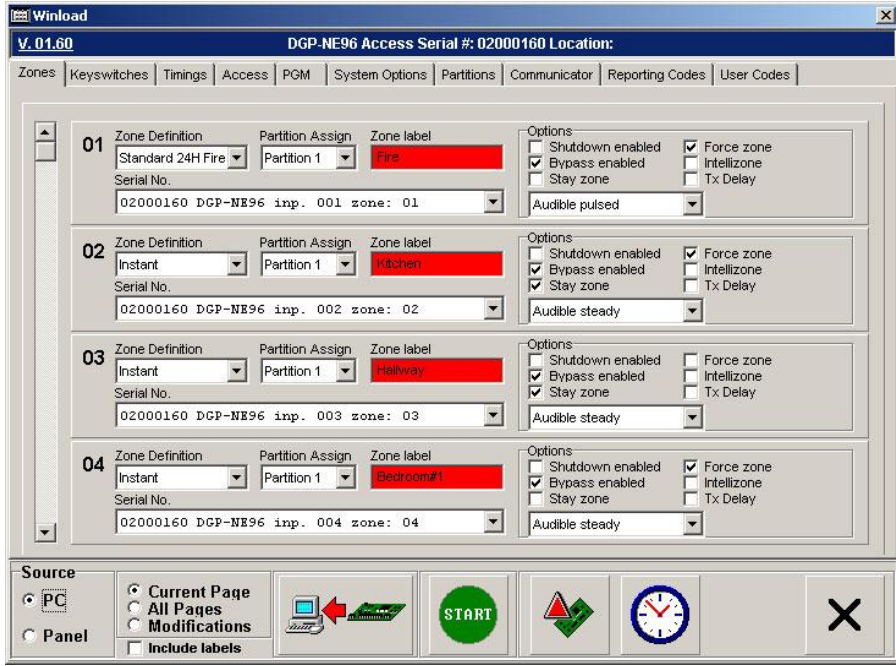 Winload
V. 01.60 DGP-NE96 Access Serial #: 02000160 Location:
Zones Keyswitches Timings Access PGM System Options Partitions Communicator Reporting Codes User Codes
01 Zone Definition Partition Assign Zone label Options
Shutdown enabled Force zone
Standard 24H Fire Partition 1 Fire Bypass enabled Intellizone
Serial No. Stay zone Tx Delay
02000160 DGP-NE96 inp. 001 zone: 01 Audible pulsed
02 Zone Definition Partition Assign Zone label Options
Shutdown enabled Force zone
Instant Partition 1 Kitchen Bypass enabled Intellizone
Serial No. Stay zone Tx Delay
02000160 DGP-NE96 inp. 002 zone: 02 Audible steady
03 Zone Definition Partition Assign Zone label Options
Shutdown enabled Force zone
Instant Partition 1 Hallway Bypass enabled Intellizone
Serial No. Stay zone Tx Delay
02000160 DGP-NE96 inp. 003 zone: 03 Audible steady
04 Zone Definition Partition Assign Zone label Options
Shutdown enabled Force zone
Instant Partition 1 Bedroom#1 Bypass enabled Intellizone
Serial No. Stay zone Tx Delay
02000160 DGP-NE96 inp. 004 zone: 04 Audible steady
Source
PC Current Page
All Pages
Modifications START
Panel Include labels